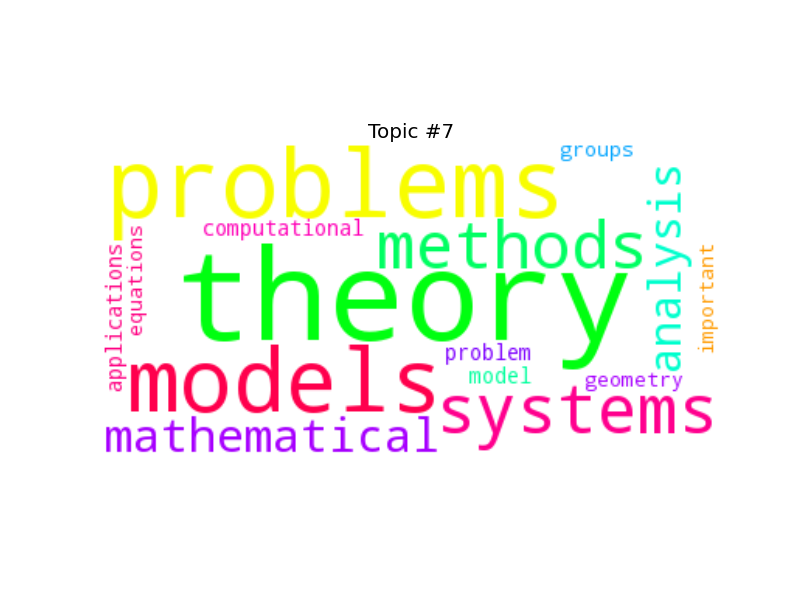 Topic #7
groups
problems
analysis
computational
methods
applications
equations
theory
important
models
problem
model
geometry
systems
mathematical